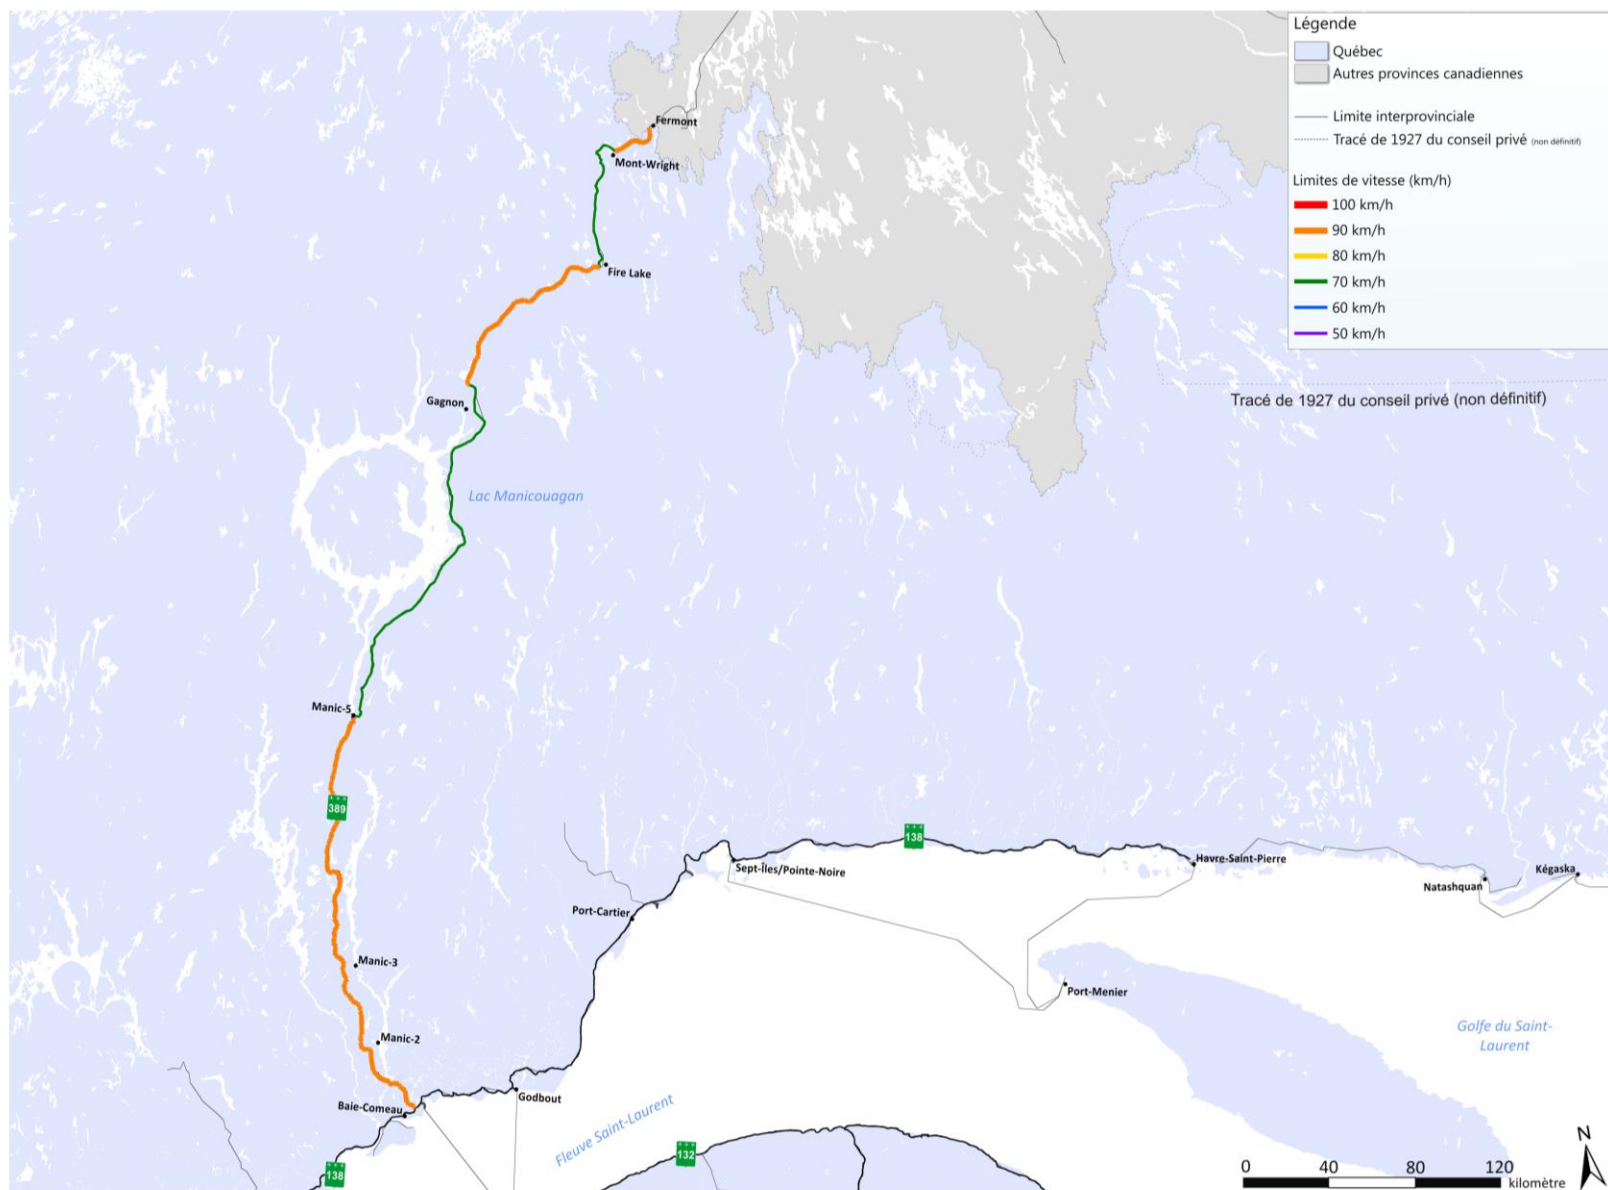 Légende
Québec
Autres provinces canadiennes
Limite interprovinciale
Tracé de 1927 du conseil privé (non définitif)
Limites de vitesse (km/h)
100 km/h
90 km/h
80 km/h
70 km/h
60 km/h
50 km/h
Fermont
Mont-Wright
Fire Lake
Gagnon
Tracé de 1927 du conseil privé (non définitif)
Lac Manicouagan
Manic-5
389
138
Sept-Îles/Pointe-Noire
Havre-Saint-Pierre
Kégaska
Natashquan
Port-Cartier
Manic-3
Port-Menier
Manic-2
Golfe du Saint-
Laurent
Godbout
Baie-Comeau
Fleuve Saint-Laurent
132
138
N
0 40 80 120
kilomètre